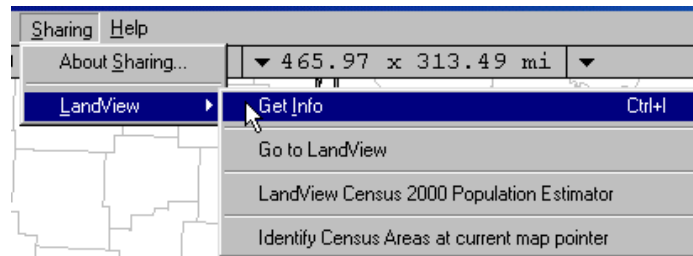 Sharing Help
About Sharing...
465.97 x 313.49 mi
LandView
Get Info Ctrl+I
Go to LandView
LandView Census 2000 Population Estimator
Identify Census Areas at current map pointer